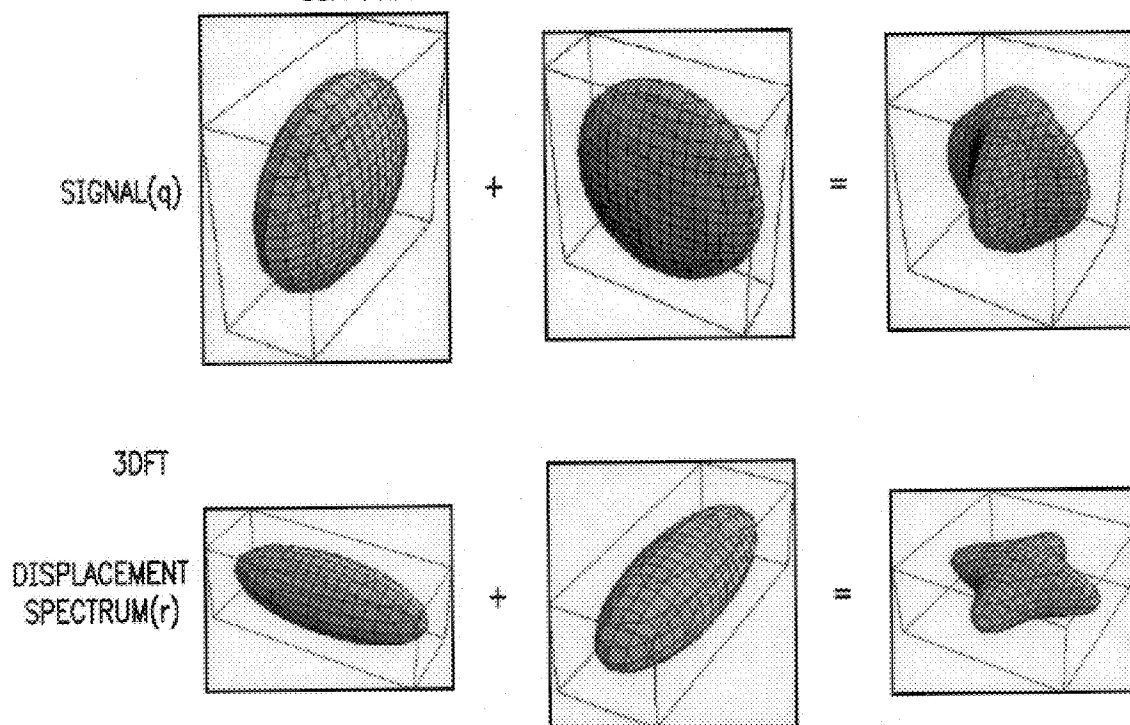 SIGNAL(q)
+
=
3DFT
DISPLACEMENT
SPECTRUM(r)
+
=